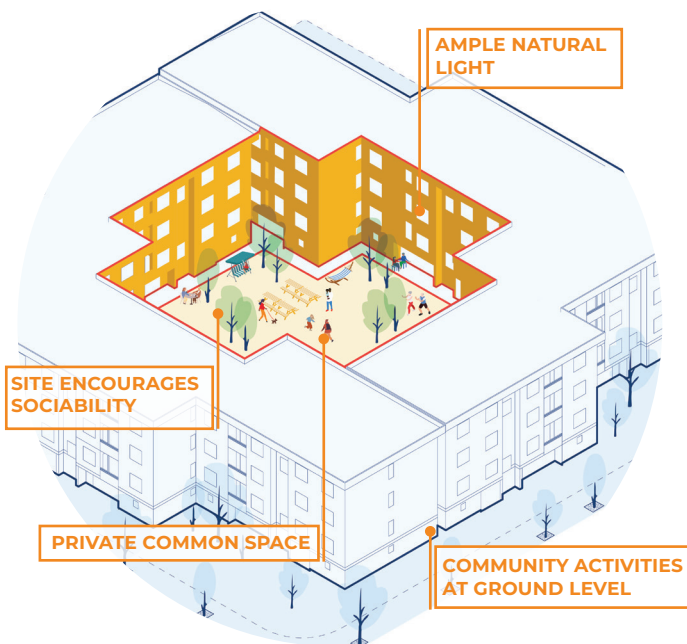 AMPLE NATURAL
LIGHT
SITE ENCOURAGES
SOCIABILITY
PRIVATE COMMON SPACE
COMMUNITY ACTIVITIES
AT GROUND LEVEL